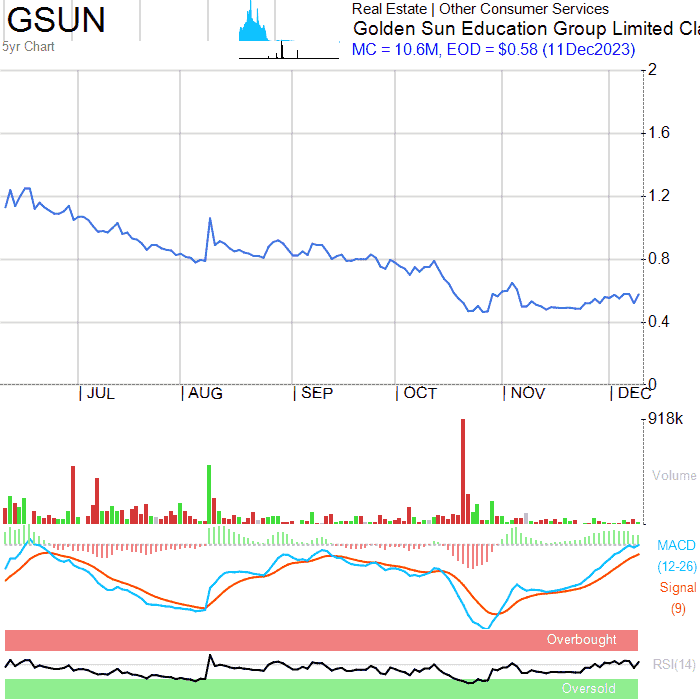 GSUN
5yr Chart
Real Estate | Other Consumer Services
Golden Sun Education Group Limited Cla
MC = 10.6M, EOD = $0.58 (11Dec2023)
2
1.6
1.2
0.8
0.4
0
| JUL | AUG | SEP | OCT | NOV | DEC
918k
Volume
MACD
(12-26)
Signal
(9)
Overbought
RSI(14)
Oversold